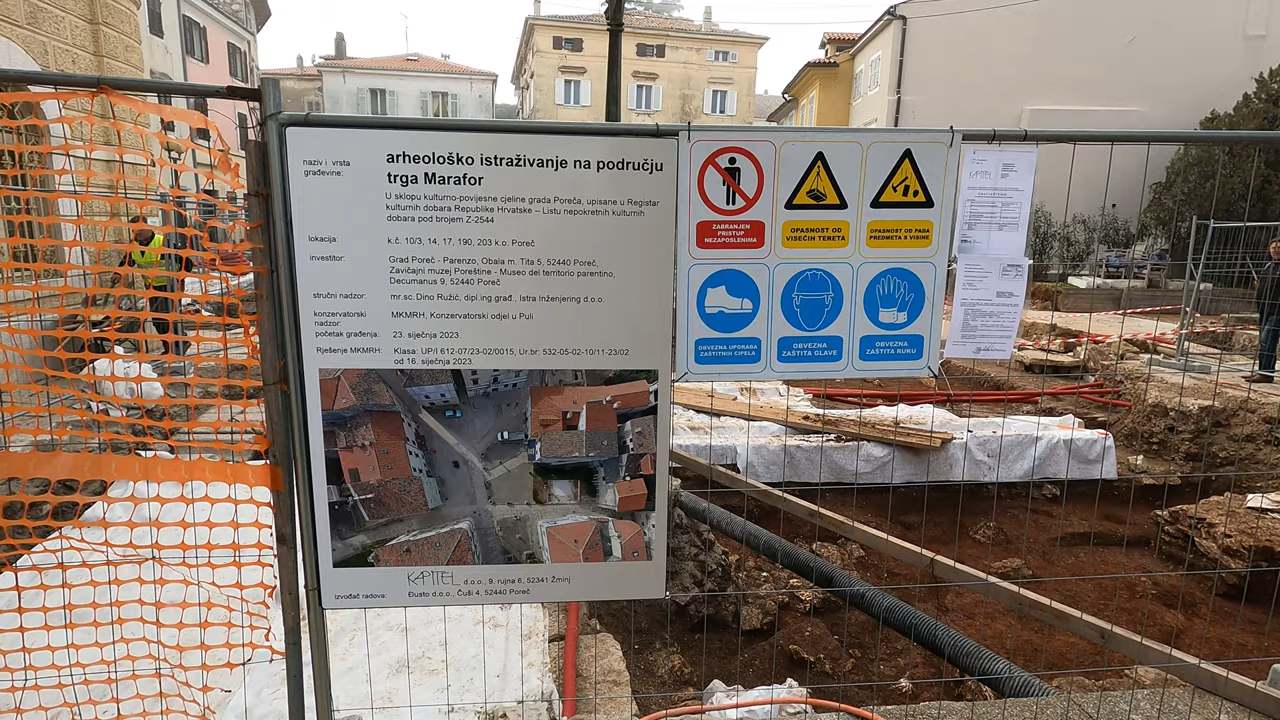 naziv i vrsta
građevine:
arheološko istraživanje na području
trga Marafor
U sklopu kulturno-povijesne cjeline grada Poreča, upisane u Registar
kulturnih dobara Republike Hrvatske – Listu nepokretnih kulturnih
dobara pod brojem Z-2544
lokacija: k.č. 10/3, 14, 17, 190, 203 k.o. Poreč
investitor: Grad Poreč - Parenzo, Obala m. Tita 5, 52440 Poreč,
Zavičajni muzej Poreštine - Museo del territorio parentino,
Decumanus 9, 52440 Poreč
stručni nadzor: mr.sc. Dino Ružić, dipl.ing.građ., Istra Inženjering d.o.o.
konzervatorski
nadzor:
MKMRH, Konzervatorski odjel u Puli
početak građenja: 23. siječnja 2023.
Rješenje MKMRH: Klasa: UP/I 612-07/23-02/0015, Ur.br: 532-05-02-10/11-23/02
od 16. siječnja 2023.
izvođač radova:
KAPITEL d.o.o., 9. rujna 6, 52341 Žminj
Đusto d.o.o., Čuši 4, 52440 Poreč
ZABRANJEN
PRISTUP
NEZAPOSLENIMA
OPASNOST OD
VISEĆIH TERETA
OPASNOST OD PADA
PREDMETA S VISINE
OBVEZNA UPORABA
ZAŠTITNIH CIPELA
OBVEZNA
ZAŠTITA GLAVE
OBVEZNA
ZAŠTITA RUKU
KAPITEL